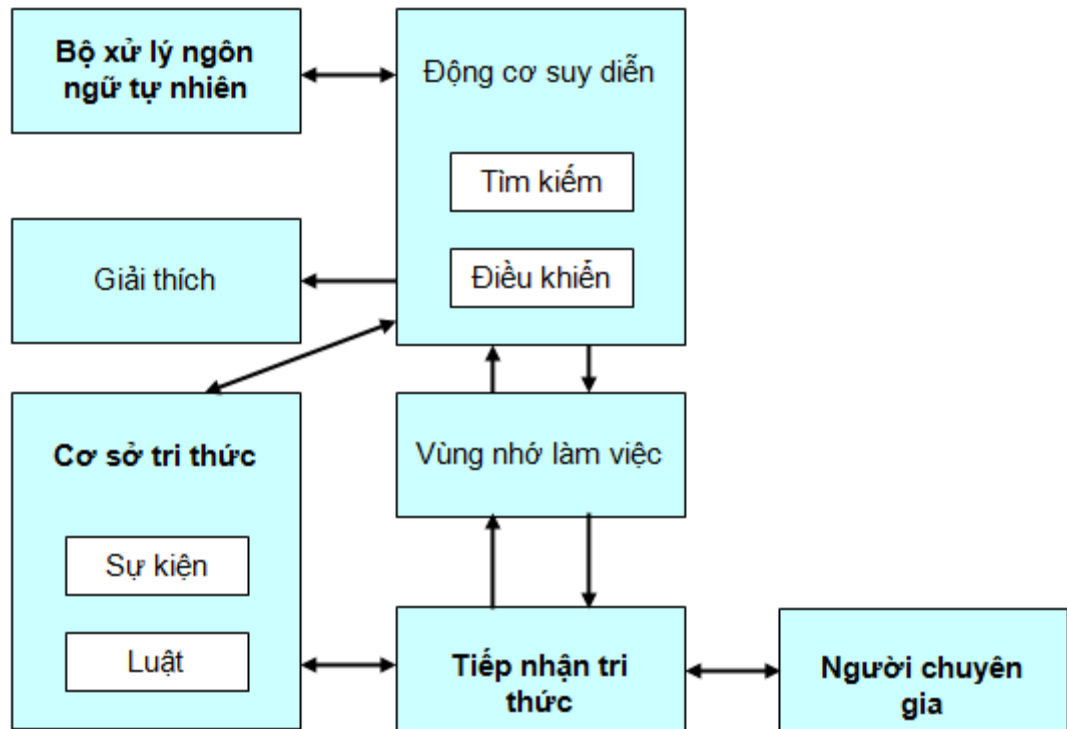 Bộ xử lý ngôn
ngữ tự nhiên
Động cơ suy diễn
Tìm kiếm
Điều khiển
Giải thích
Cơ sở tri thức
Sự kiện
Luật
Vùng nhớ làm việc
Tiếp nhận tri
thức
Người chuyên
gia